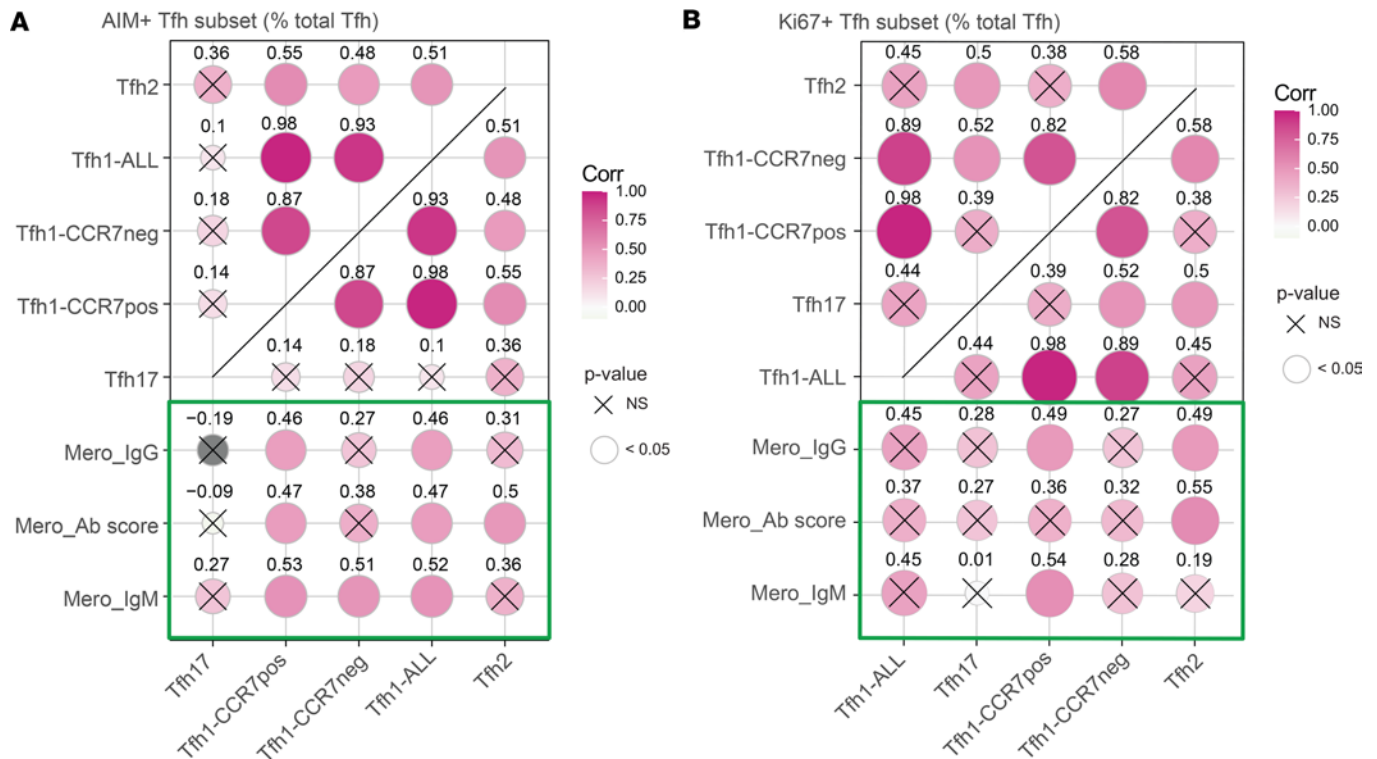 A
AIM+ Tfh subset (% total Tfh)
0.36 0.55 0.48 0.51
Tfh2
0.1 0.98 0.93 0.51
Tfh1-ALL
0.18 0.87 0.93 0.48
Tfh1-CCR7neg
0.14 0.87 0.98 0.55
Tfh1-CCR7pos
0.14 0.18 0.1 0.36
Tfh17
−0.19 0.46 0.27 0.46 0.31
Mero_IgG
−0.09 0.47 0.38 0.47 0.5
Mero_Ab score
0.27 0.53 0.51 0.52 0.36
Mero_IgM
Tfh17
Tfh1-CCR7pos
Tfh1-CCR7neg
Tfh1-ALL
Tfh2
Corr
1.00
0.75
0.50
0.25
0.00
p-value
NS
< 0.05
B
Ki67+ Tfh subset (% total Tfh)
0.45 0.5 0.38 0.58
Tfh2
0.89 0.52 0.82 0.58
Tfh1-CCR7neg
0.98 0.39 0.82 0.38
Tfh1-CCR7pos
0.44 0.39 0.52 0.5
Tfh17
0.44 0.98 0.89 0.45
Tfh1-ALL
0.45 0.28 0.49 0.27 0.49
Mero_IgG
0.37 0.27 0.36 0.32 0.55
Mero_Ab score
0.45 0.01 0.54 0.28 0.19
Mero_IgM
Tfh1-ALL
Tfh17
Tfh1-CCR7pos
Tfh1-CCR7neg
Tfh2
Corr
1.00
0.75
0.50
0.25
0.00
p-value
NS
< 0.05